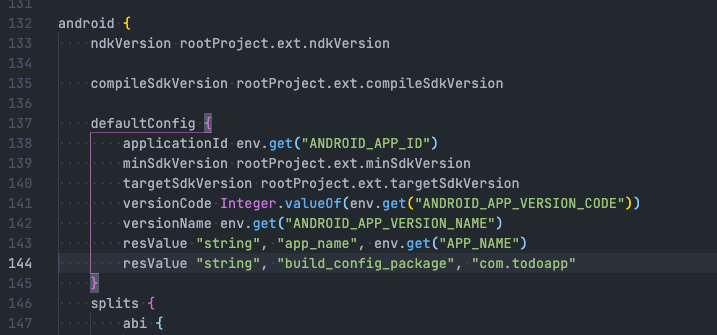 131
132 android {
133 ndkVersion rootProject.ext.ndkVersion
134
135 compileSdkVersion rootProject.ext.compileSdkVersion
136
137 defaultConfig {
138 applicationId env.get("ANDROID_APP_ID")
139 minSdkVersion rootProject.ext.minSdkVersion
140 targetSdkVersion rootProject.ext.targetSdkVersion
141 versionCode Integer.valueOf(env.get("ANDROID_APP_VERSION_CODE"))
142 versionName env.get("ANDROID_APP_VERSION_NAME")
143 resValue "string", "app_name", env.get("APP_NAME")
144 resValue "string", "build_config_package", "com.todoapp"
145 }
146 splits {
147 abi {